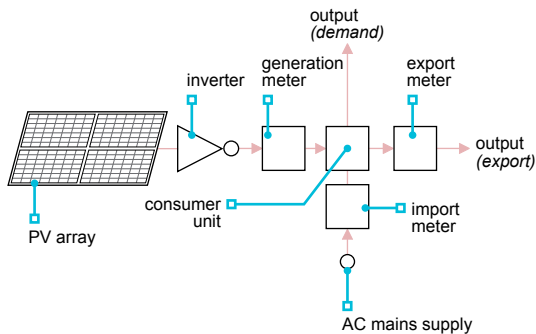 output
(demand)
inverter
generation
meter
export
meter
output
(export)
consumer
unit
import
meter
PV array
AC mains supply